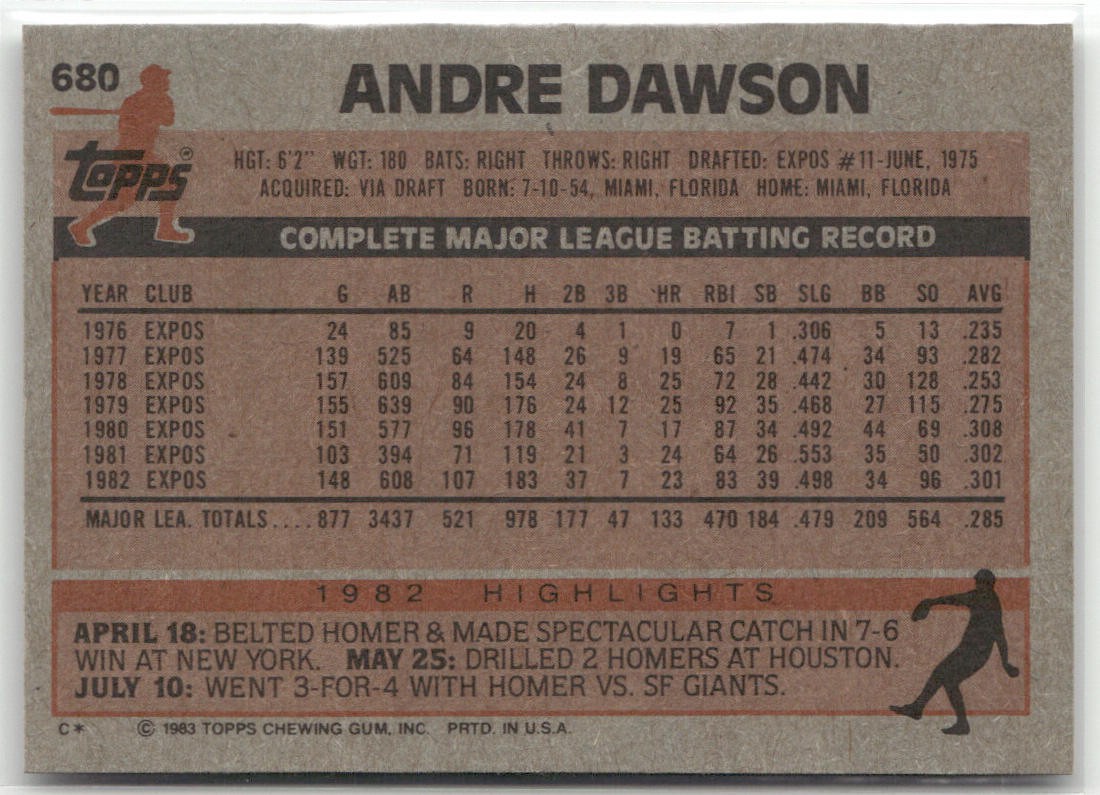 680 ANDRE DAWSON
Topps ®
HGT: 6'2" WGT: 180 BATS: RIGHT THROWS: RIGHT DRAFTED: EXPOS #11-JUNE, 1975
ACQUIRED: VIA DRAFT BORN: 7-10-54, MIAMI, FLORIDA HOME: MIAMI, FLORIDA
COMPLETE MAJOR LEAGUE BATTING RECORD
YEAR CLUB G AB R H 2B 3B HR RBI SB SLG BB SO AVG
1976 EXPOS 24 85 9 20 4 1 0 7 1 .306 5 13 .235
1977 EXPOS 139 525 64 148 26 9 19 65 21 .474 34 93 .282
1978 EXPOS 157 609 84 154 24 8 25 72 28 .442 30 128 .253
1979 EXPOS 155 639 90 176 24 12 25 92 35 .468 27 115 .275
1980 EXPOS 151 577 96 178 41 7 17 87 34 .492 44 69 .308
1981 EXPOS 103 394 71 119 21 3 24 64 26 .553 35 50 .302
1982 EXPOS 148 608 107 183 37 7 23 83 39 .498 34 96 .301
MAJOR LEA. TOTALS.... 877 3437 521 978 177 47 133 470 184 .479 209 564 .285
1982 HIGHLIGHTS
APRIL 18: BELTED HOMER & MADE SPECTACULAR CATCH IN 7-6
WIN AT NEW YORK. MAY 25: DRILLED 2 HOMERS AT HOUSTON.
JULY 10: WENT 3-FOR-4 WITH HOMER VS. SF GIANTS.
C* © 1983 TOPPS CHEWING GUM, INC. PRTD. IN U.S.A.